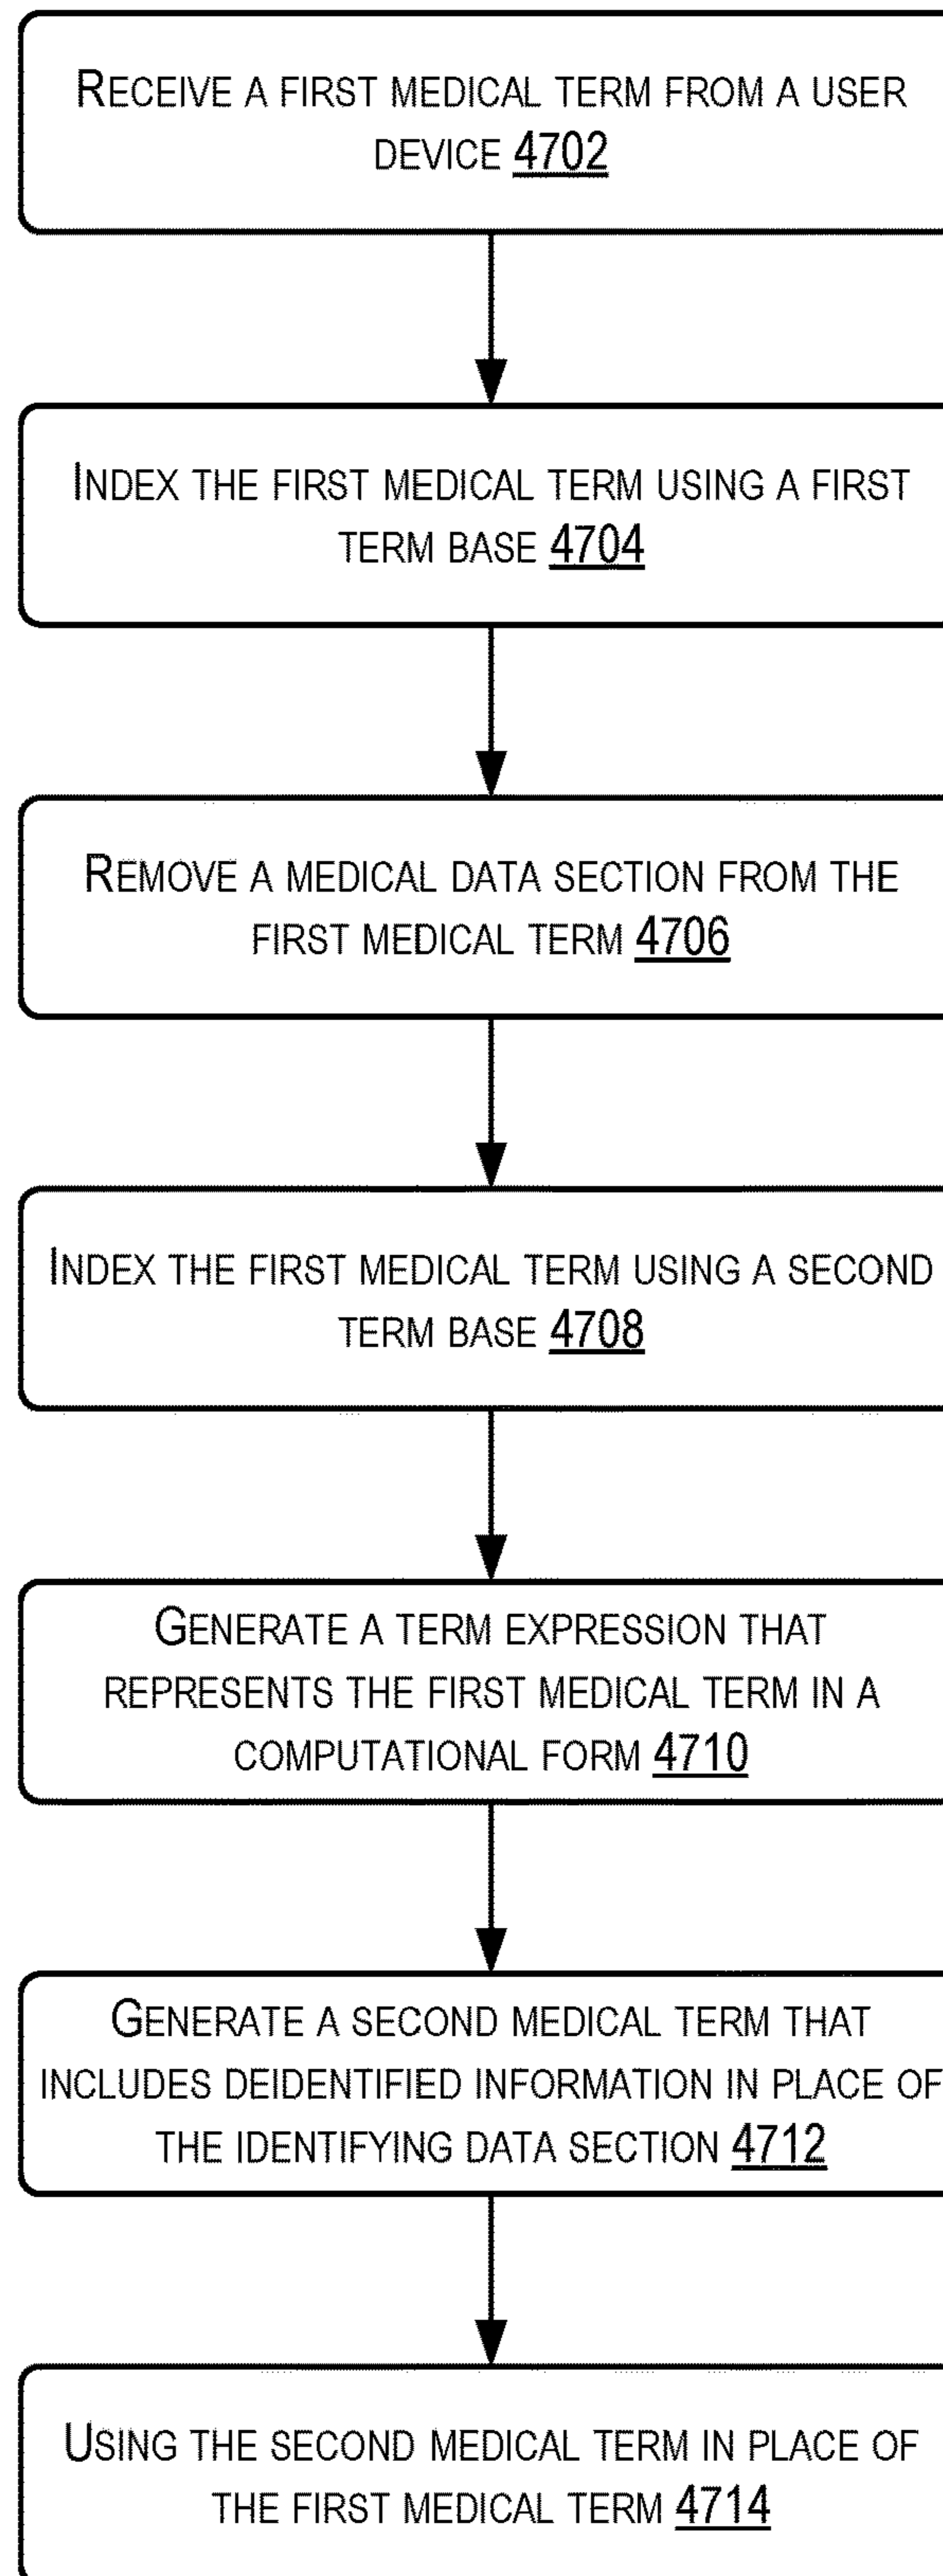 RECEIVE A FIRST MEDICAL TERM FROM A USER
DEVICE 4702
INDEX THE FIRST MEDICAL TERM USING A FIRST
TERM BASE 4704
REMOVE A MEDICAL DATA SECTION FROM THE
FIRST MEDICAL TERM 4706
INDEX THE FIRST MEDICAL TERM USING A SECOND
TERM BASE 4708
GENERATE A TERM EXPRESSION THAT
REPRESENTS THE FIRST MEDICAL TERM IN A
COMPUTATIONAL FORM 4710
GENERATE A SECOND MEDICAL TERM THAT
INCLUDES DEIDENTIFIED INFORMATION IN PLACE OF
THE IDENTIFYING DATA SECTION 4712
USING THE SECOND MEDICAL TERM IN PLACE OF
THE FIRST MEDICAL TERM 4714